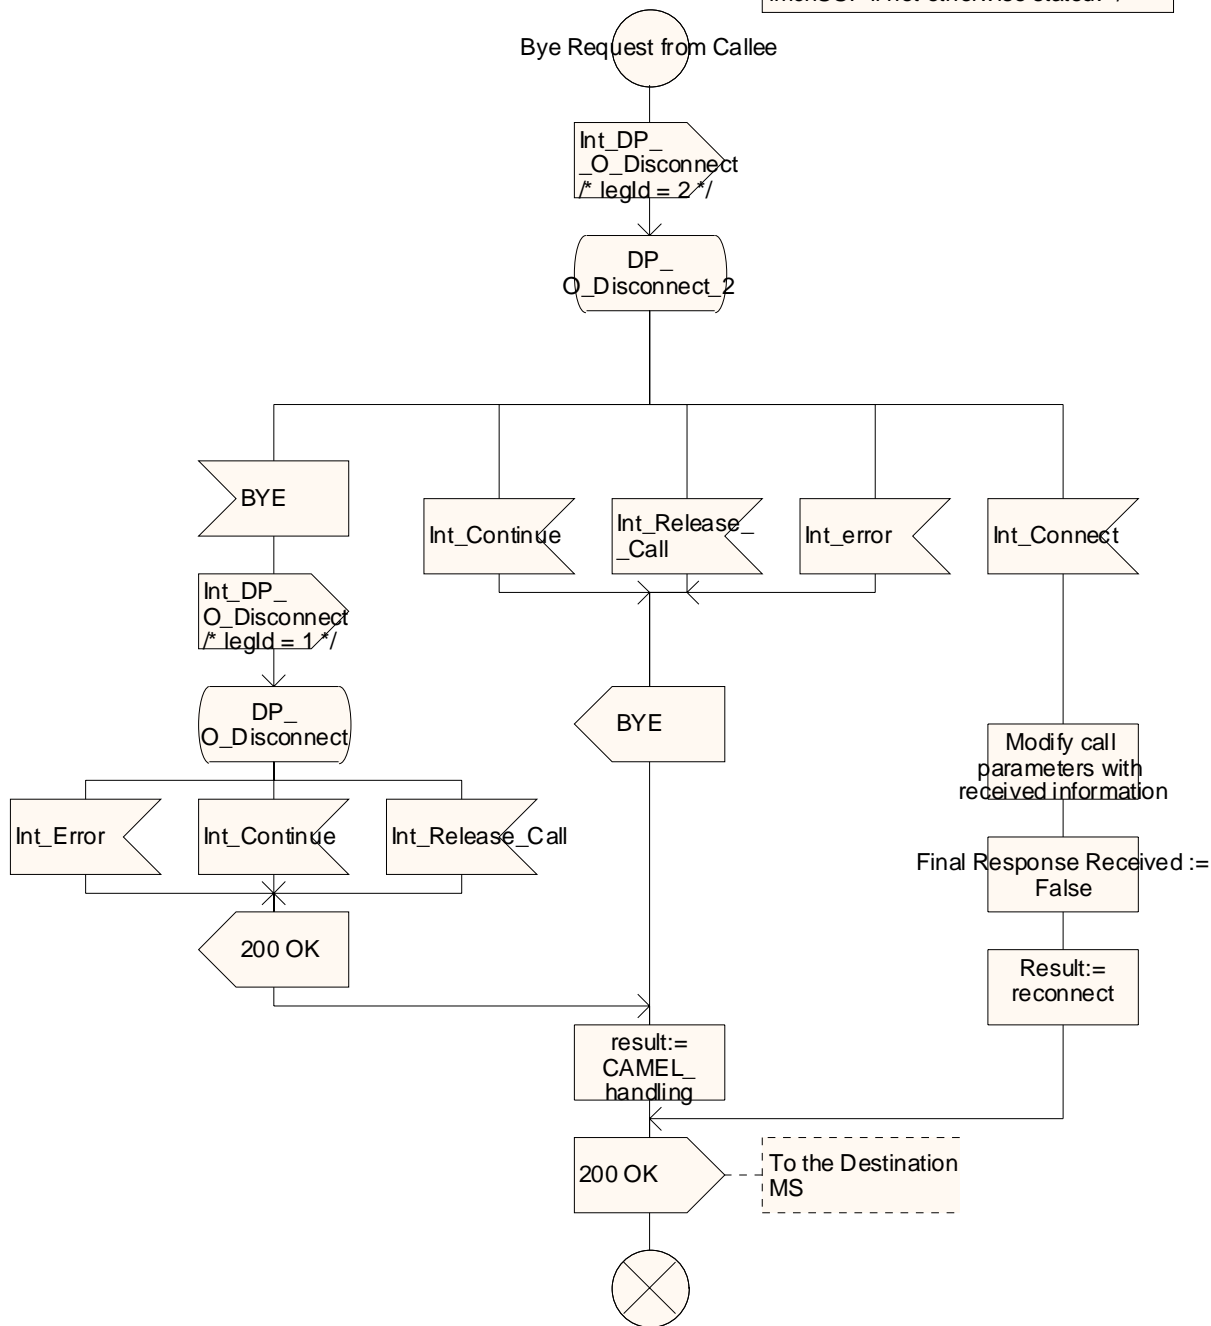 Bye Request from Callee
Int_DP_
_O_Disconnect
/* legId = 2 */
DP_
O_Disconnect_2
BYE
Int_Continue
Int_Release_
_Call
Int_error
Int_Connect
Int_DP_
O_Disconnect
/* legId = 1 */
DP_
O_Disconnect
BYE
Modify call
parameters with
received information
Int_Error
Int_Continue
Int_Release_Call
Final Response Received :=
False
200 OK
Result:=
reconnect
result:=
CAMEL_
handling
200 OK
To the Destination
MS